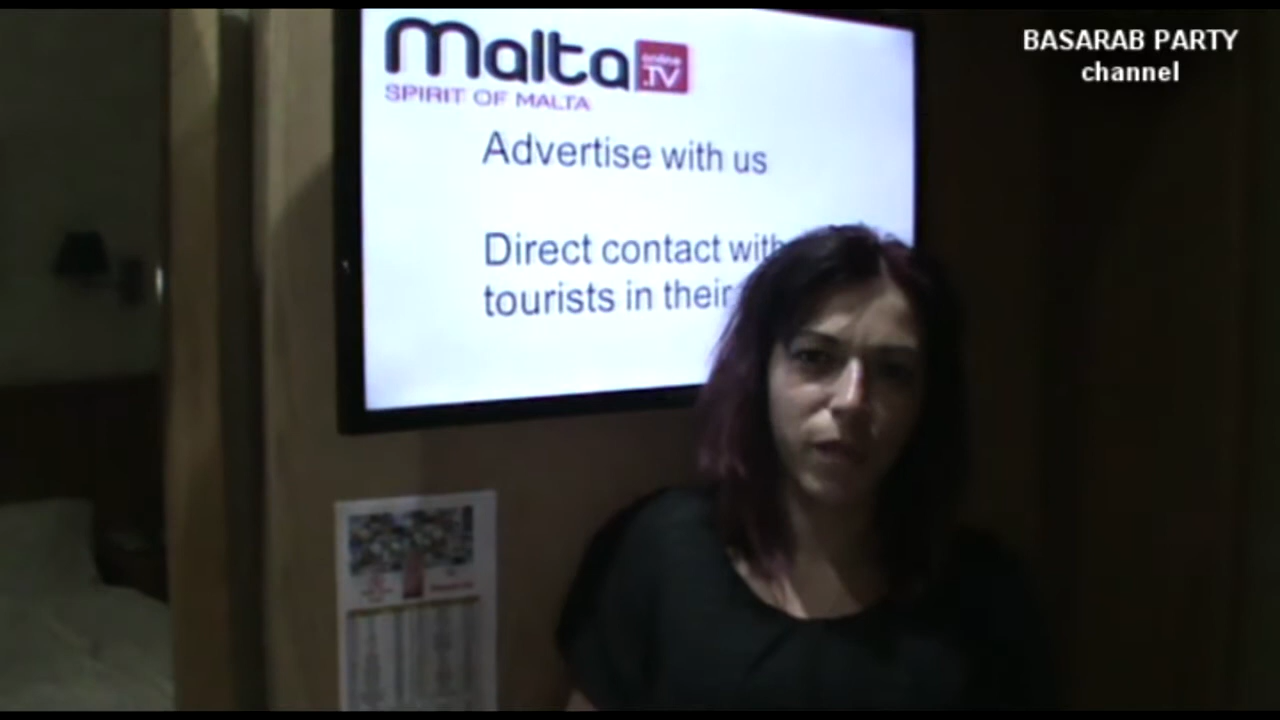 BASARAB PARTY
channel
Malta online .TV
SPIRIT OF MALTA
Advertise with us
Direct contact with
tourists in their